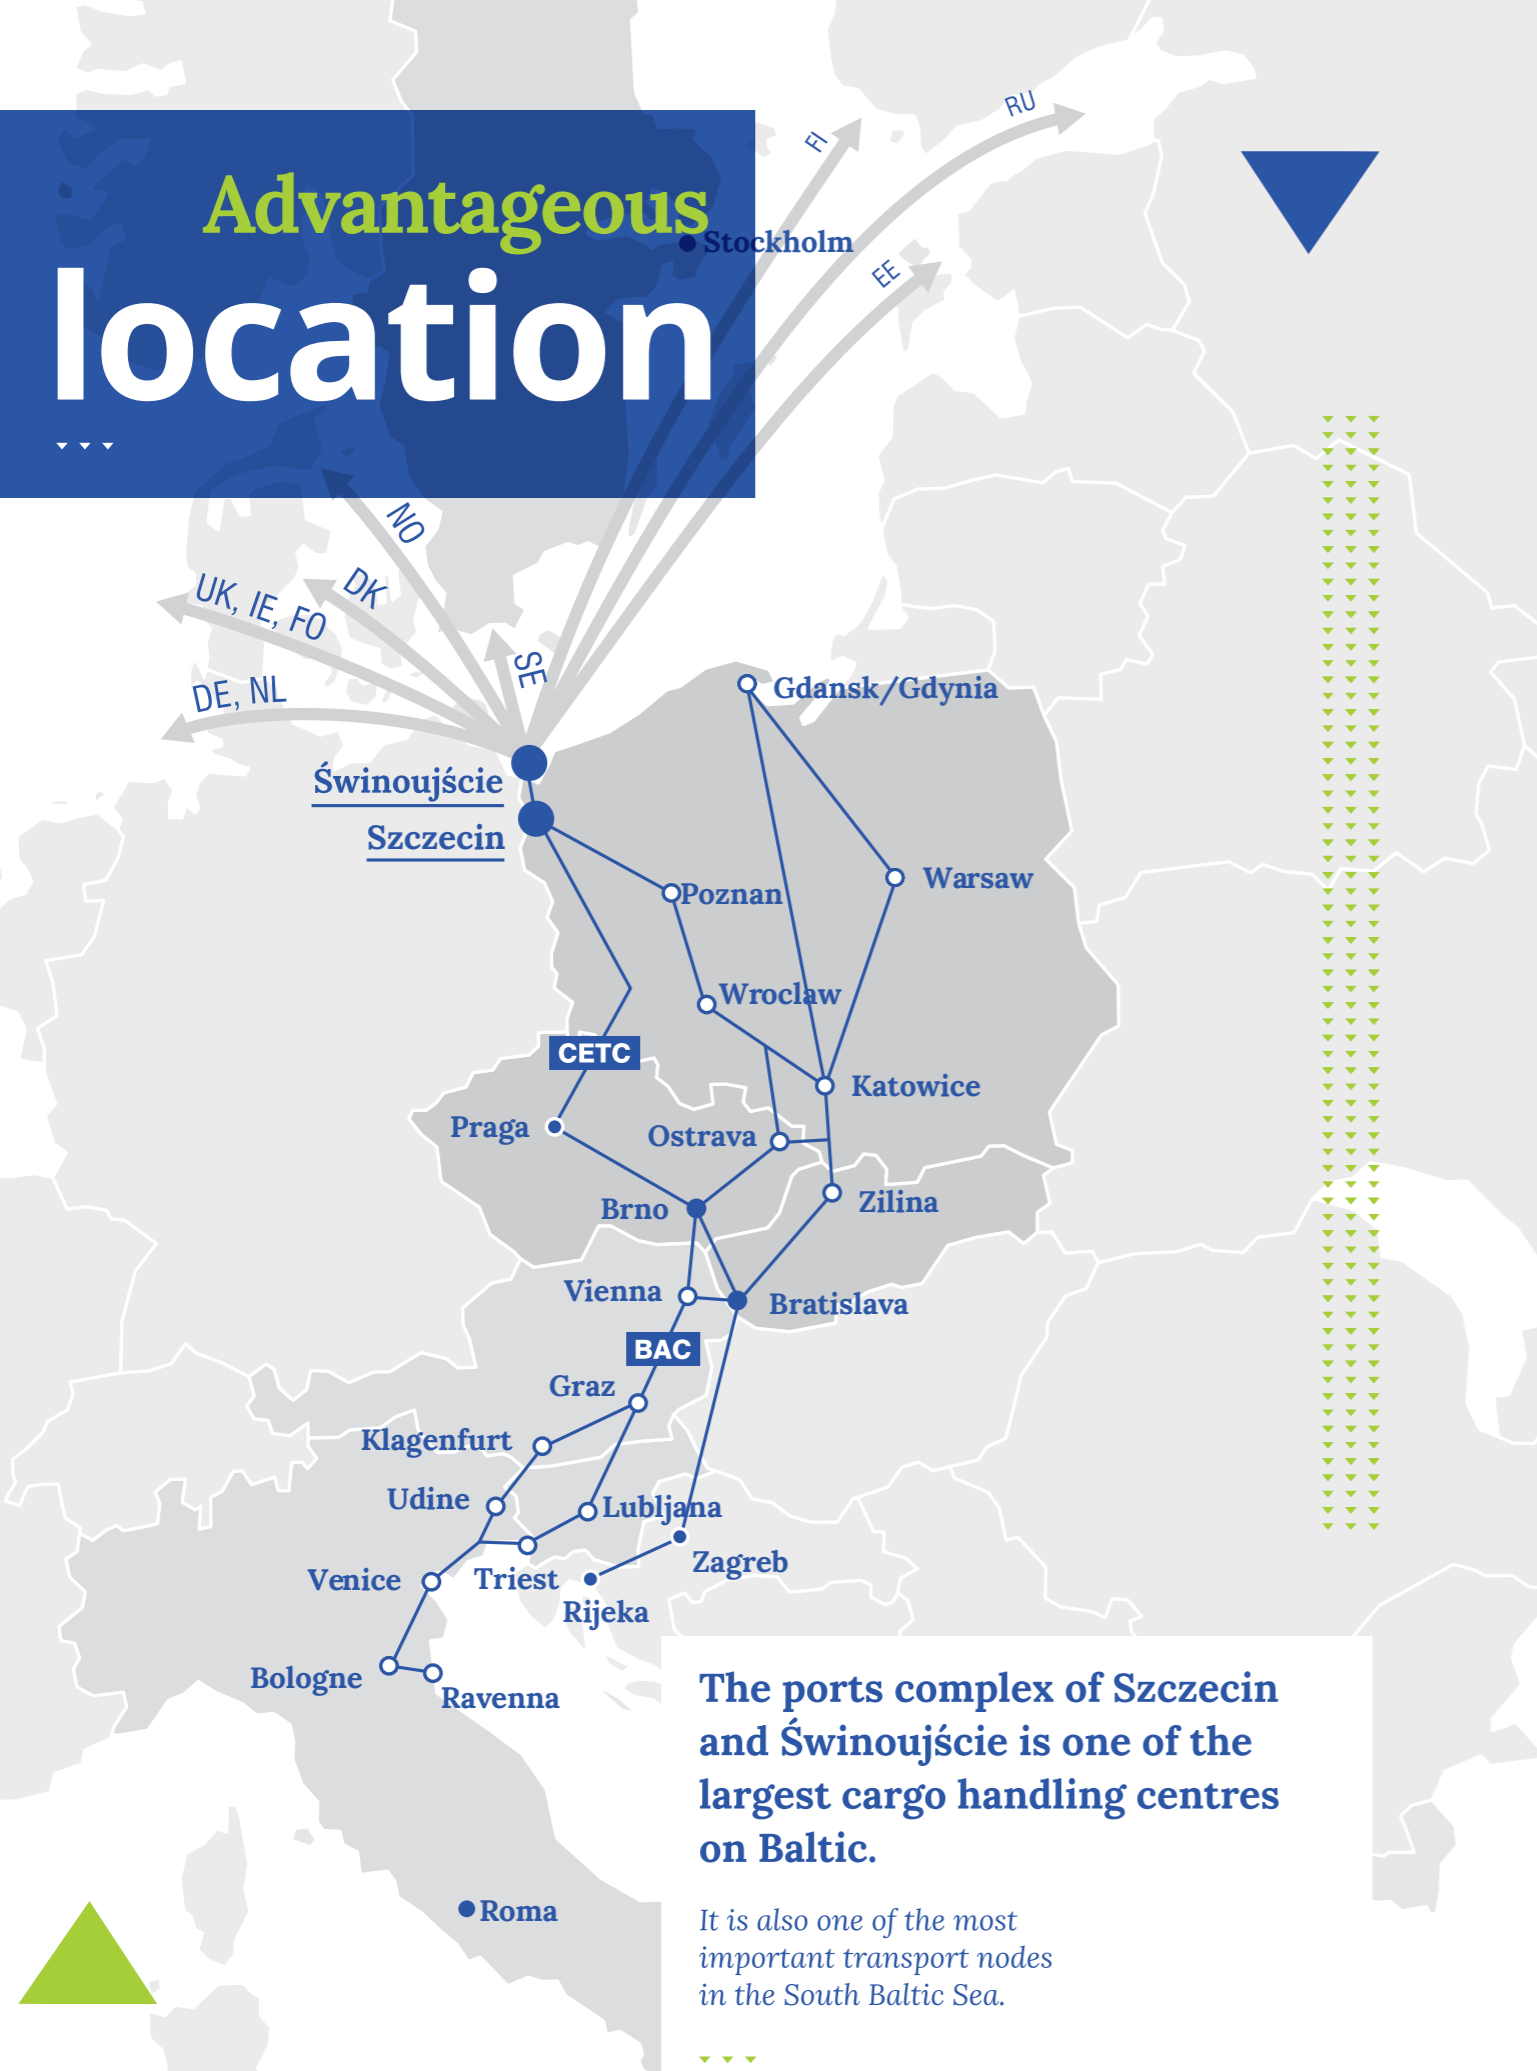 Advantageous
location
RU
FI
Stockholm
EE
NO
DK
UK, IE, FO
SE
DE, NL
Gdansk/Gdynia
Świnoujście
Szczecin
Warsaw
Poznan
Wroclaw
CETC
Katowice
Praga
Ostrava
Zilina
Brno
Vienna
Bratislava
BAC
Graz
Klagenfurt
Udine
Lubljana
Zagreb
Venice
Triest
Rijeka
Bologne
Ravenna
Roma
The ports complex of Szczecin
and Świnoujście is one of the
largest cargo handling centres
on Baltic.
It is also one of the most
important transport nodes
in the South Baltic Sea.